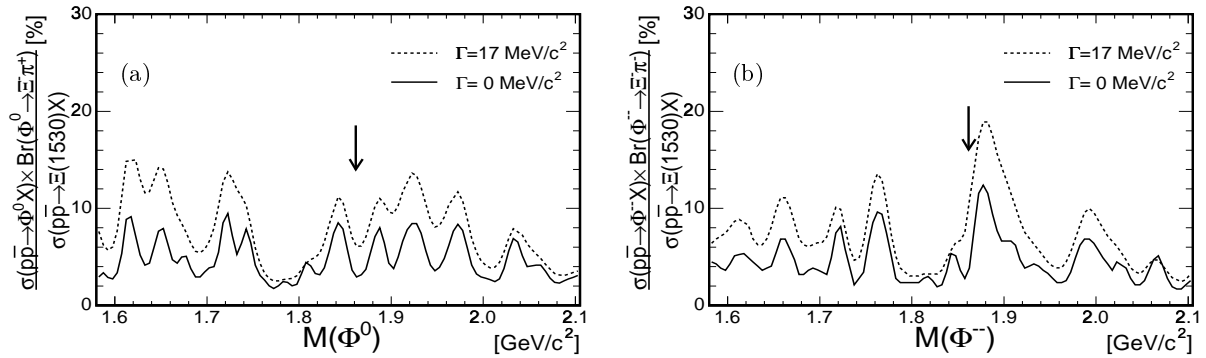 σ(pp̅→Φ⁰X)×Br(Φ⁰→Ξ⁻π⁺) [%]
σ(pp̅→Ξ(1530)X)
30
20
10
0
(a)
Γ=17 MeV/c²
Γ= 0 MeV/c²
1.6 1.7 1.8 1.9 2.0 2.1
M(Φ⁰) [GeV/c²]
σ(pp̅→Φ⁻⁻X)×Br(Φ⁻⁻→Ξ⁻π⁻) [%]
σ(pp̅→Ξ(1530)X)
30
20
10
0
(b)
Γ=17 MeV/c²
Γ= 0 MeV/c²
1.6 1.7 1.8 1.9 2.0 2.1
M(Φ⁻⁻) [GeV/c²]